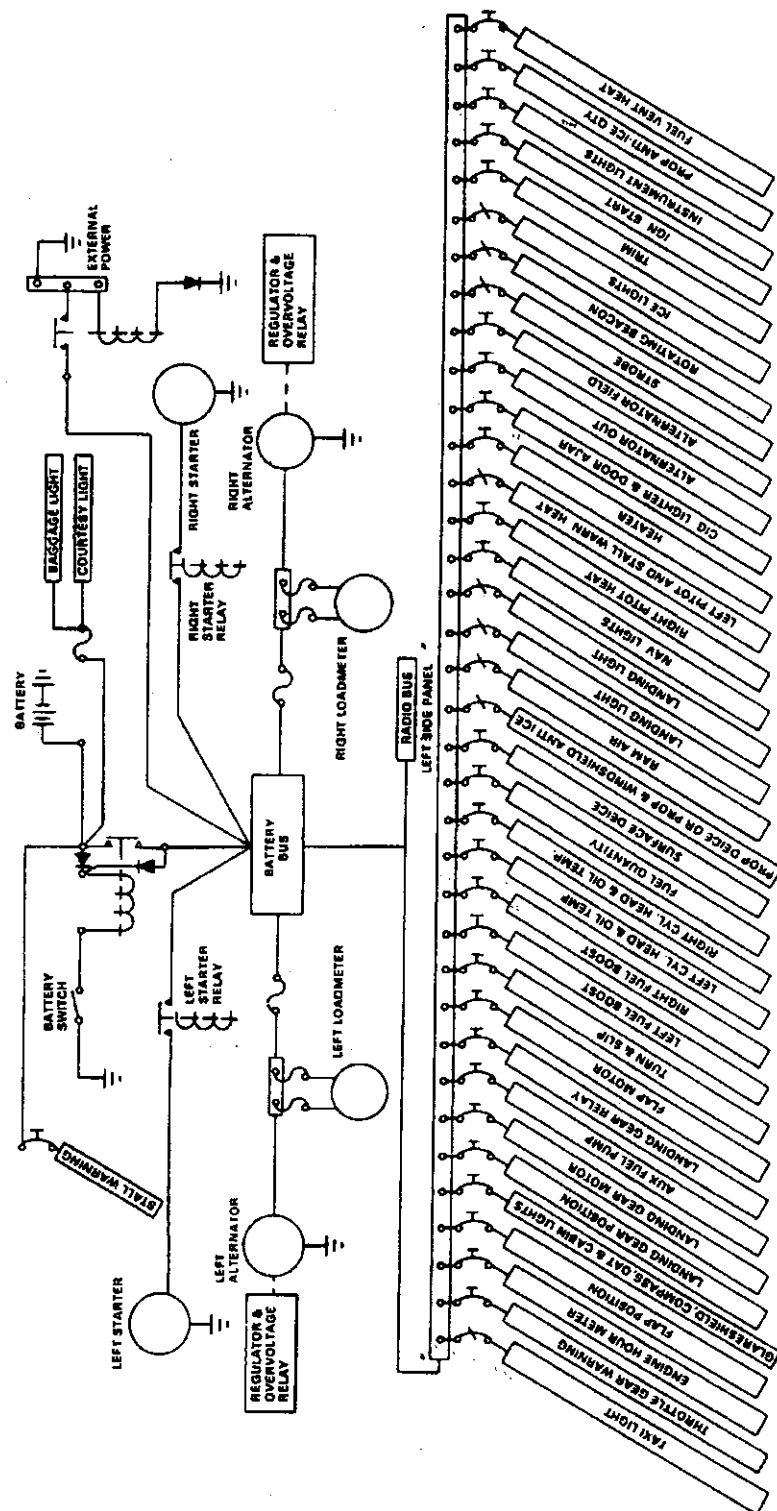 EXTERNAL
POWER
BAGGAGE LIGHT
COURTESY LIGHT
BATTERY
BATTERY
SWITCH
STALL WARNING
LEFT STARTER
LEFT
STARTER
RELAY
RIGHT
STARTER
RELAY
RIGHT STARTER
REGULATOR &
OVERVOLTAGE
RELAY
LEFT
ALTERNATOR
LEFT LOADMETER
BATTERY
BUS
RIGHT LOADMETER
RIGHT
ALTERNATOR
REGULATOR &
OVERVOLTAGE
RELAY
RADIO BUS
LEFT SIDE PANEL
TAXI LIGHT
THROTTLE GEAR WARNING
ENGINE HOUR METER
FLAP POSITION
GLARESHIELD, COMPASS, OAT & CABIN LIGHTS
LANDING GEAR POSITION
LANDING GEAR MOTOR
AUX FUEL PUMP
LANDING GEAR RELAY
FLAP MOTOR
TURN & SLIP
LEFT FUEL BOOST
RIGHT FUEL BOOST
LEFT CYL. HEAD & OIL TEMP
RIGHT CYL. HEAD & OIL TEMP.
FUEL QUANTITY
SURFACE DEICE
PROP DEICE OR PROP & WINDSHIELD ANTI ICE
RAM AIR
LANDING LIGHT
LANDING LIGHT
NAV LIGHTS
RIGHT PITOT HEAT
LEFT PITOT AND STALL WARN HEAT
HEATER
CIG LIGHTER & DOOR AJAR
ALTERNATOR OUT
ALTERNATOR FIELD
STROBE
ROTATING BEACON
ICE LIGHTS
TRIM
IGN START
INSTRUMENT LIGHTS
PROP ANTI-ICE QTY
FUEL VENT HEAT